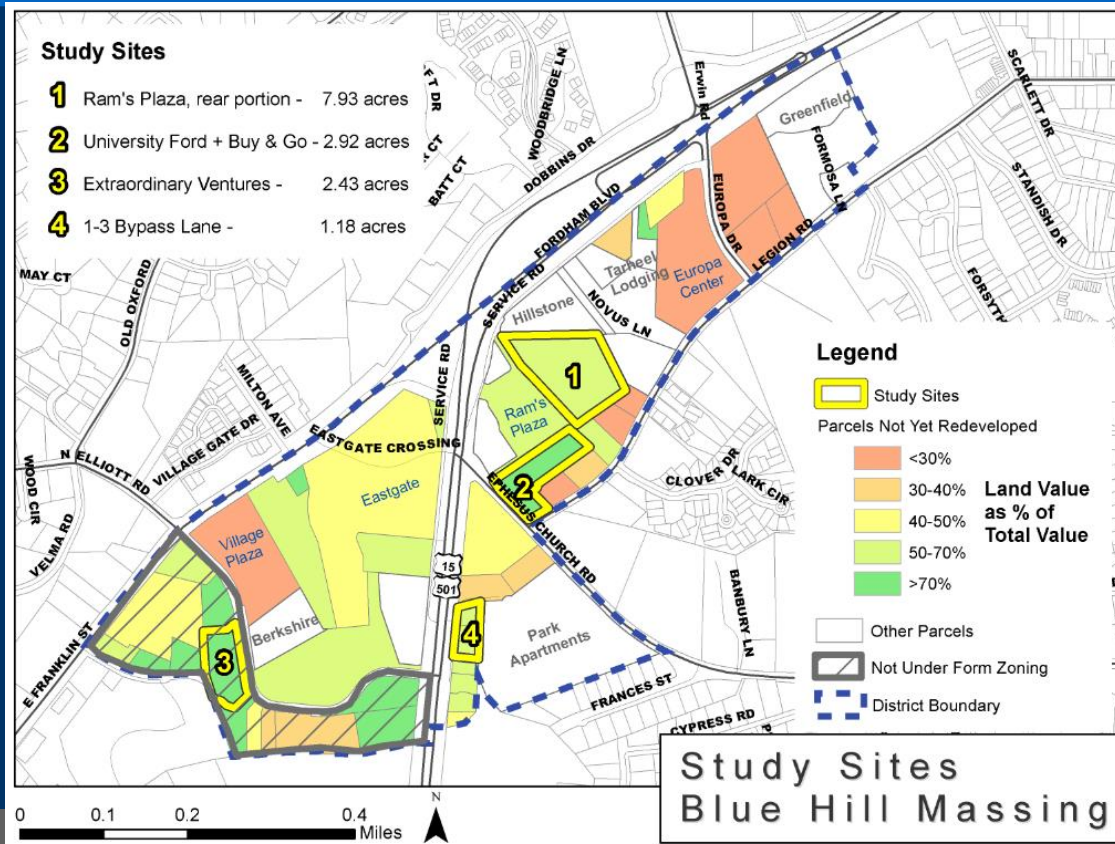 Study Sites
1 Ram's Plaza, rear portion - 7.93 acres
2 University Ford + Buy & Go - 2.92 acres
3 Extraordinary Ventures - 2.43 acres
4 1-3 Bypass Lane - 1.18 acres
FT DR
WOODBRIDGE LN
BATT CT
CT
DOBBINS DR
Erwin Rd
Greenfield
SCARLETT DR
FORMOSA LN
STANDISH DR
FORDHAM BLVD
EUROPA DR
LEGION RD
MAY CT
OLD OXFORD
SERVICE RD
Tarheel
Lodging
Europa
Center
FORSYTH
Hillstone
NOVUS LN
MILTON AVE
SERVICE RD
1
VILLAGE GATE DR
Ram's
Plaza
EASTGATE CROSSING
N ELLIOTT RD
WOOD CIR
CLOVER DR
LARK CIR
Eastgate
2
EPHESUS CHURCH RD
VELMA RD
Village
Plaza
15
501
BANBURY LN
Berkshire
4
Park
Apartments
3
E FRANKLIN ST
FRANCES ST
CYPRESS RD
Legend
Study Sites
Parcels Not Yet Redeveloped
<30%
30-40%
40-50%
50-70%
>70%
Land Value
as % of
Total Value
Other Parcels
Not Under Form Zoning
District Boundary
Study Sites
Blue Hill Massing
N
0 0.1 0.2 0.4
Miles